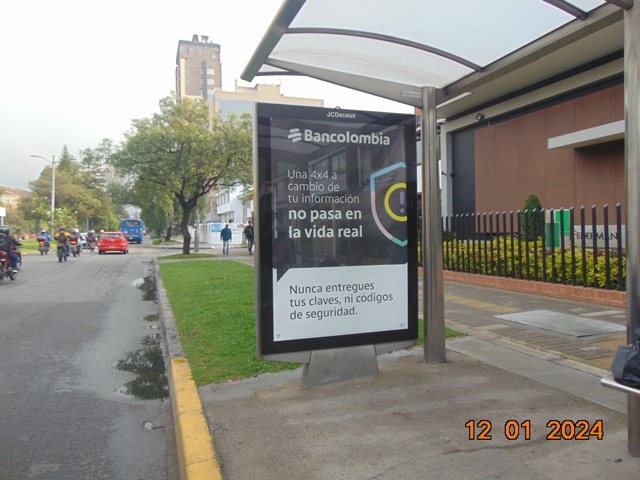 JCDecaux
Bancolombia
Una 4x4 a
cambio de
tu información
no pasa en
la vida real
Nunca entregues
tus claves, ni códigos
de seguridad.
12 01 2024